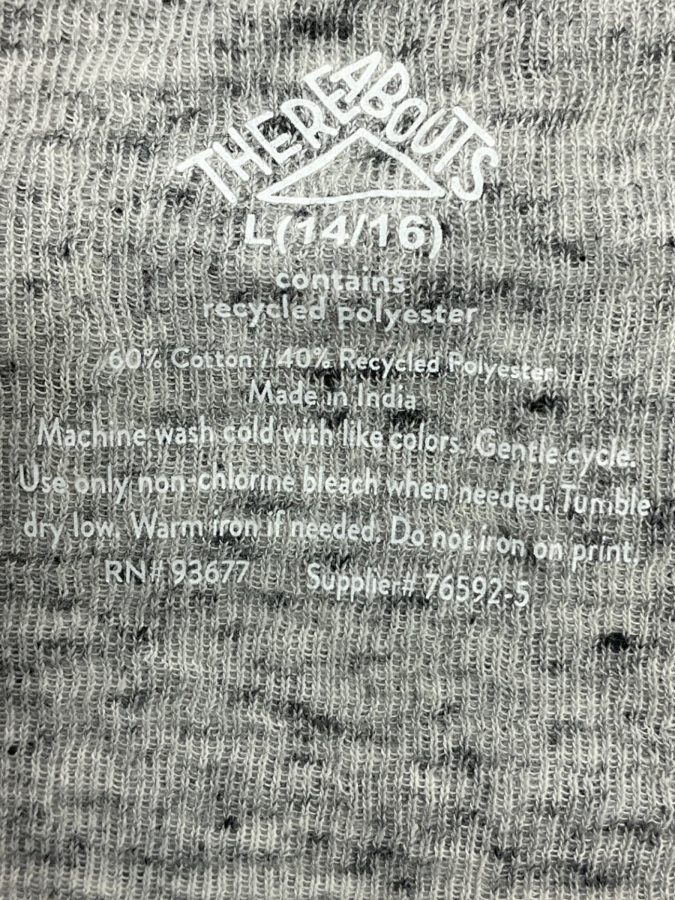 THEREABOUTS
L(14/16)
contains
recycled polyester
60% Cotton / 40% Recycled Polyester
Made in India
Machine wash cold with like colors. Gentle cycle.
Use only non-chlorine bleach when needed. Tumble
dry low. Warm iron if needed. Do not iron on print.
RN# 93677 Supplier# 76592-5